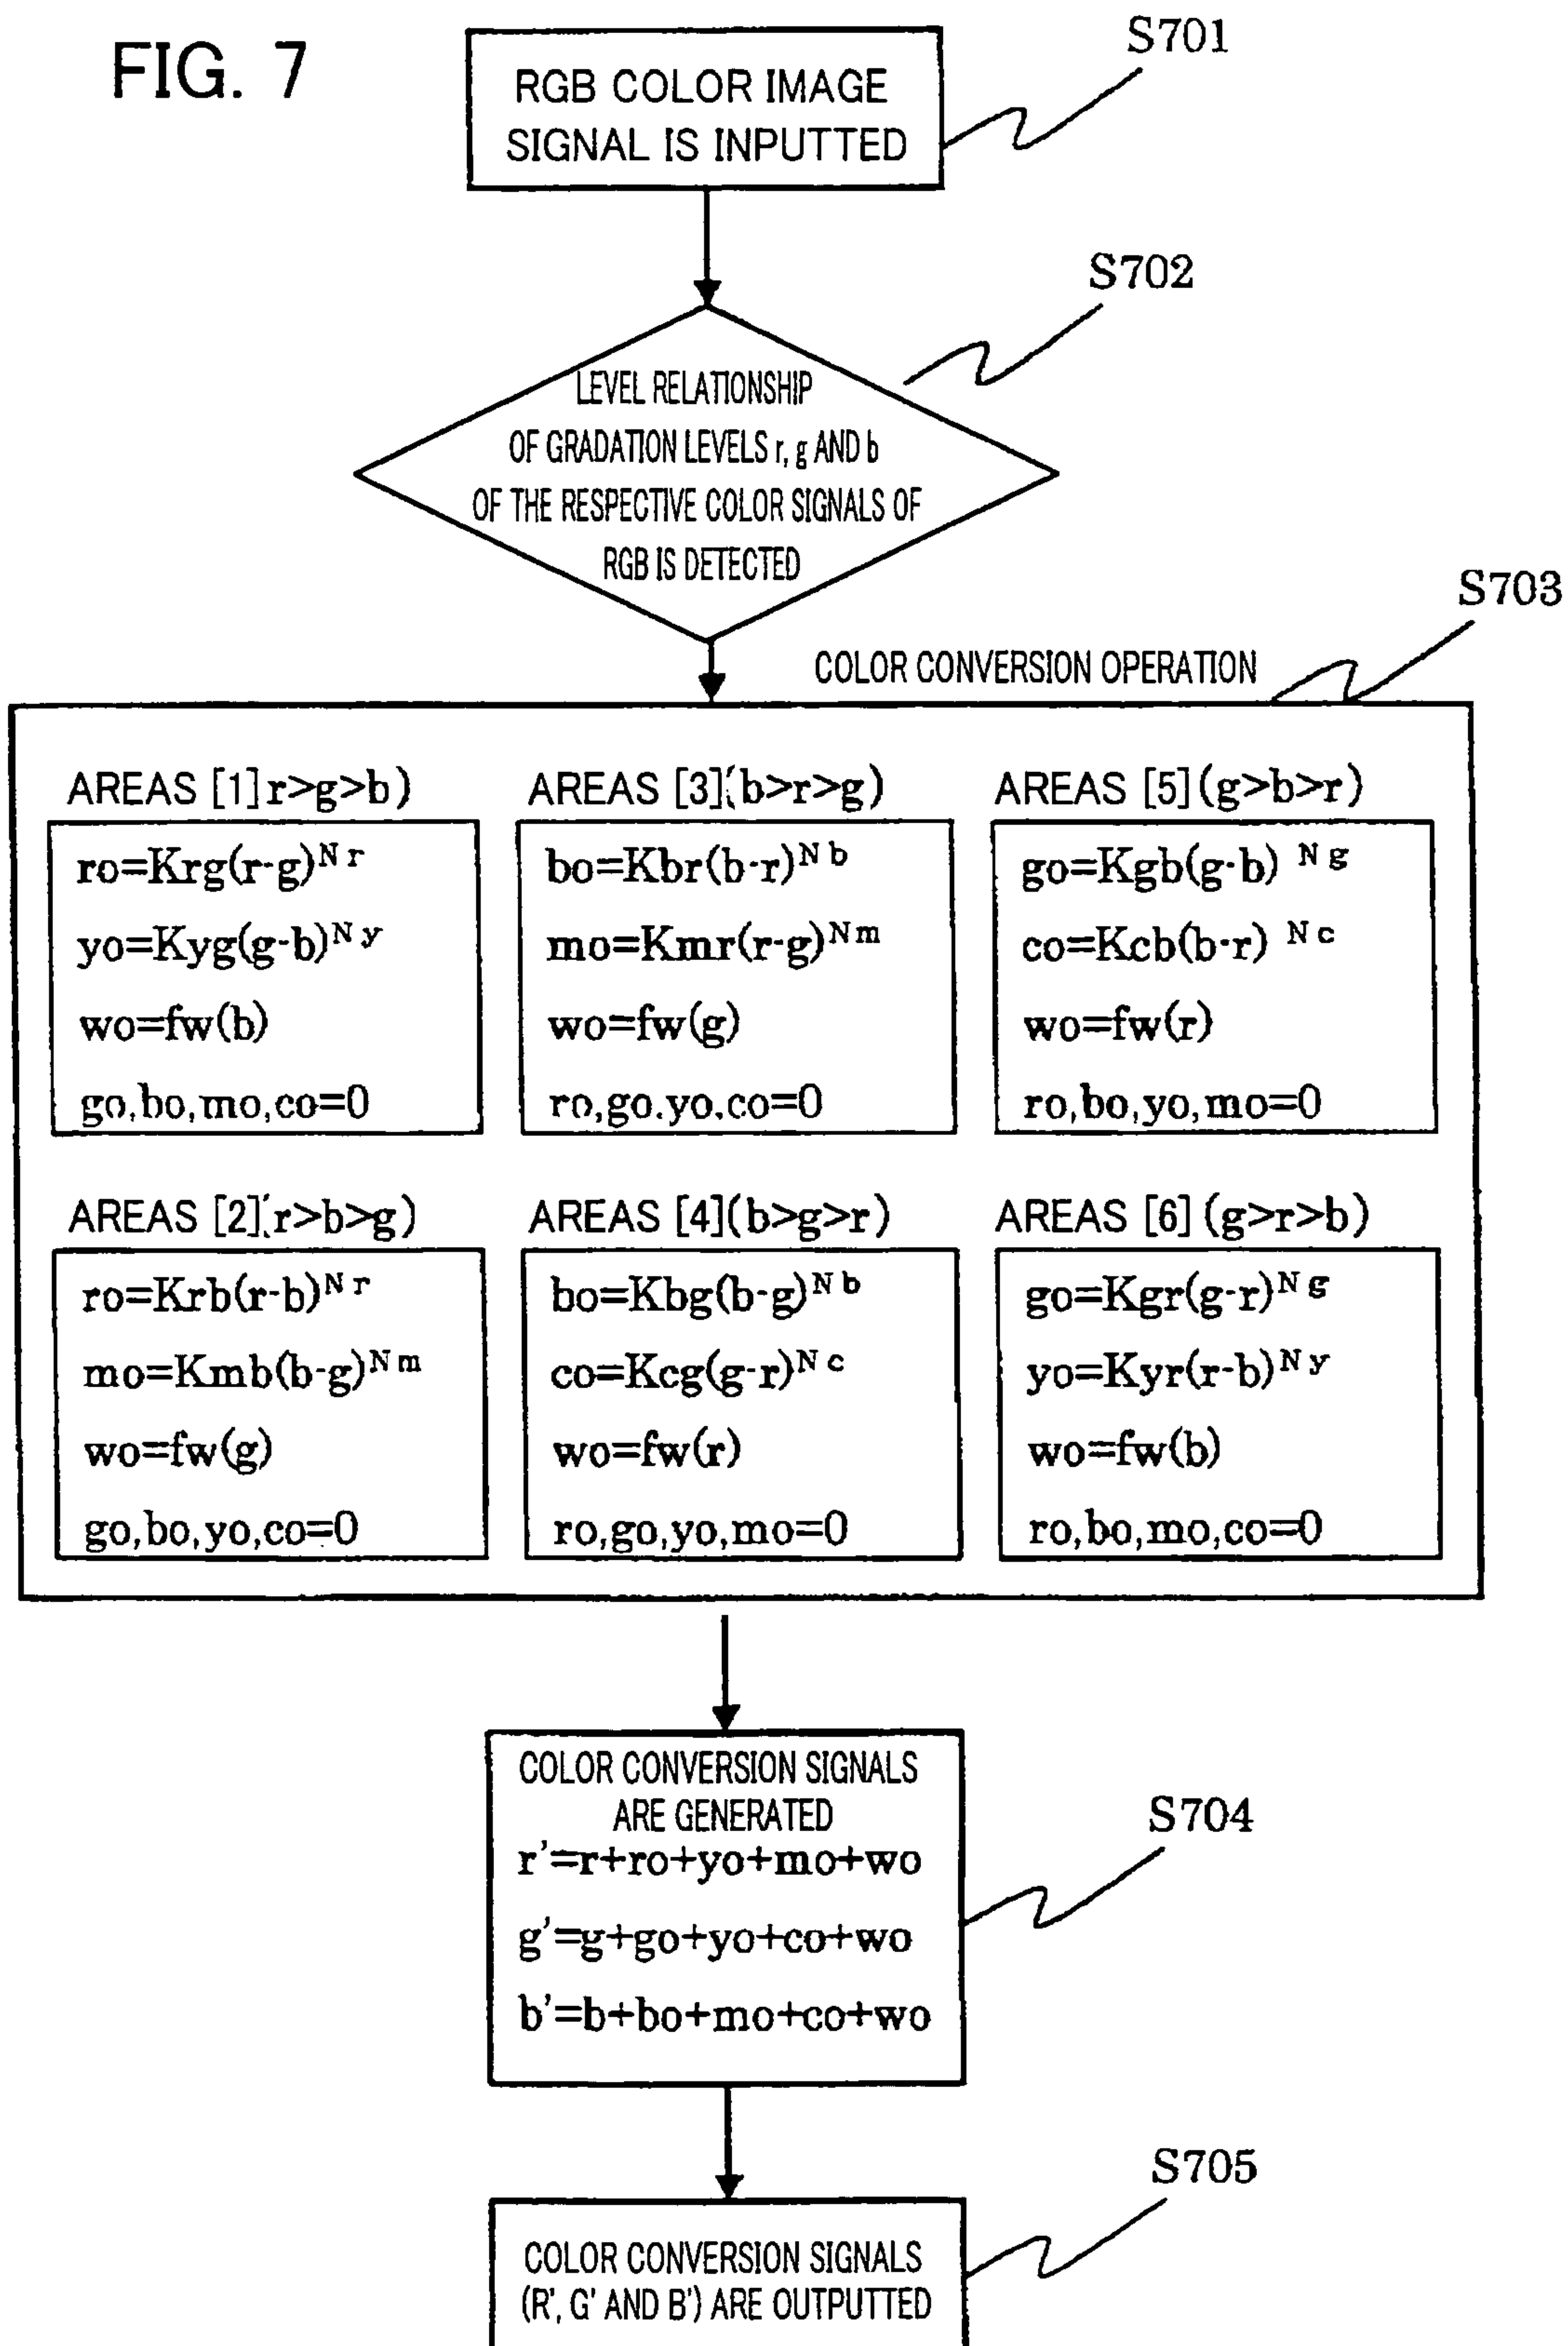 FIG. 7
S701
RGB COLOR IMAGE
SIGNAL IS INPUTTED
S702
LEVEL RELATIONSHIP
OF GRADATION LEVELS r, g AND b
OF THE RESPECTIVE COLOR SIGNALS OF
RGB IS DETECTED
S703
COLOR CONVERSION OPERATION
AREAS [1]r>g>b)
ro=Krg(r-g)^Nr
yo=Kyg(g-b)^Ny
wo=fw(b)
go,bo,mo,co=0
AREAS [3](b>r>g)
bo=Kbr(b-r)^Nb
mo=Kmr(r-g)^Nm
wo=fw(g)
ro,go.yo.co=0
AREAS [5](g>b>r)
go=Kgb(g-b) ^Ng
co=Kcb(b-r) ^Nc
wo=fw(r)
ro,bo,yo,mo=0
AREAS [2](r>b>g)
ro=Krb(r-b)^Nr
mo=Kmb(b-g)^Nm
wo=fw(g)
go,bo,yo,co=0
AREAS [4](b>g>r)
bo=Kbg(b-g)^Nb
co=Kcg(g-r)^Nc
wo=fw(r)
ro,go,yo,mo=0
AREAS [6](g>r>b)
go=Kgr(g-r)^Ng
yo=Kyr(r-b)^Ny
wo=fw(b)
ro,bo,mo,co=0
COLOR CONVERSION SIGNALS
ARE GENERATED
r'=r+ro+yo+mo+wo
g'=g+go+yo+co+wo
b'=b+bo+mo+co+wo
S704
S705
COLOR CONVERSION SIGNALS
(R', G' AND B') ARE OUTPUTTED